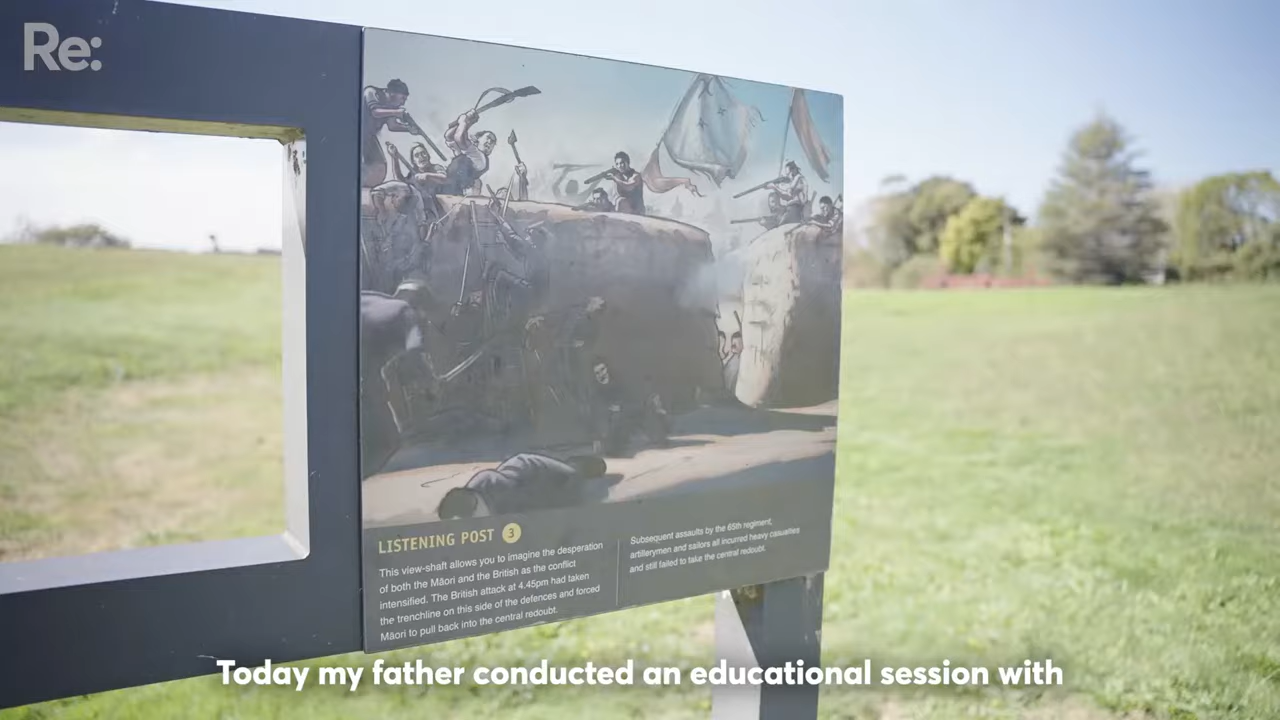 Re:
LISTENING POST 3
This view-shaft allows you to imagine the desperation
of both the Māori and the British as the conflict
intensified. The British attack at 4.45pm had taken
the trenchline on this side of the defences and forced
Māori to pull back into the central redoubt.
Subsequent assaults by the 65th regiment,
artillerymen and sailors all incurred heavy casualties
and still failed to take the central redoubt.
Today my father conducted an educational session with